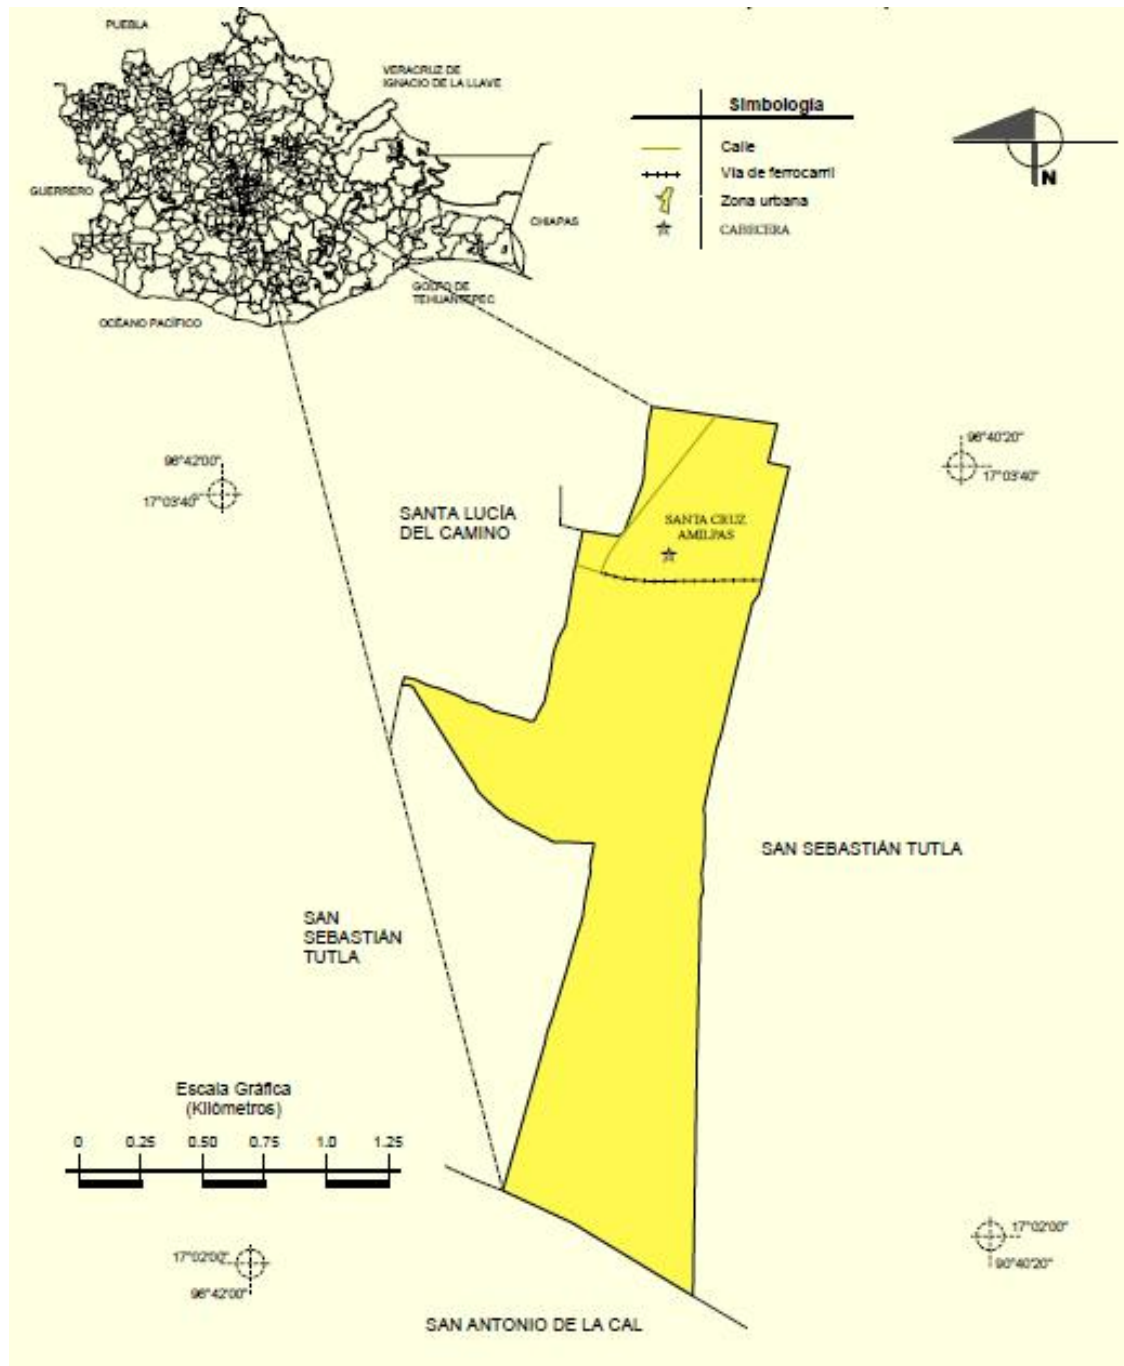 PUEBLA
VERACRUZ DE
IGNACIO DE LA LLAVE
GUERRERO
CHIAPAS
GOLFO DE
TEHUANTEPEC
OCÉANO PACÍFICO
Simbología
Calle
Vía de ferrocarril
Zona urbana
CABECERA
N
96°42'00"
17°03'40"
96°40'20"
17°03'40"
SANTA LUCÍA
DEL CAMINO
SANTA CRUZ
AMILPAS
SAN SEBASTIÁN TUTLA
SAN
SEBASTIÁN
TUTLA
Escala Gráfica
(Kilómetros)
0 0.25 0.50 0.75 1.0 1.25
17°02'00"
96°42'00"
17°02'00"
90°40'20"
SAN ANTONIO DE LA CAL